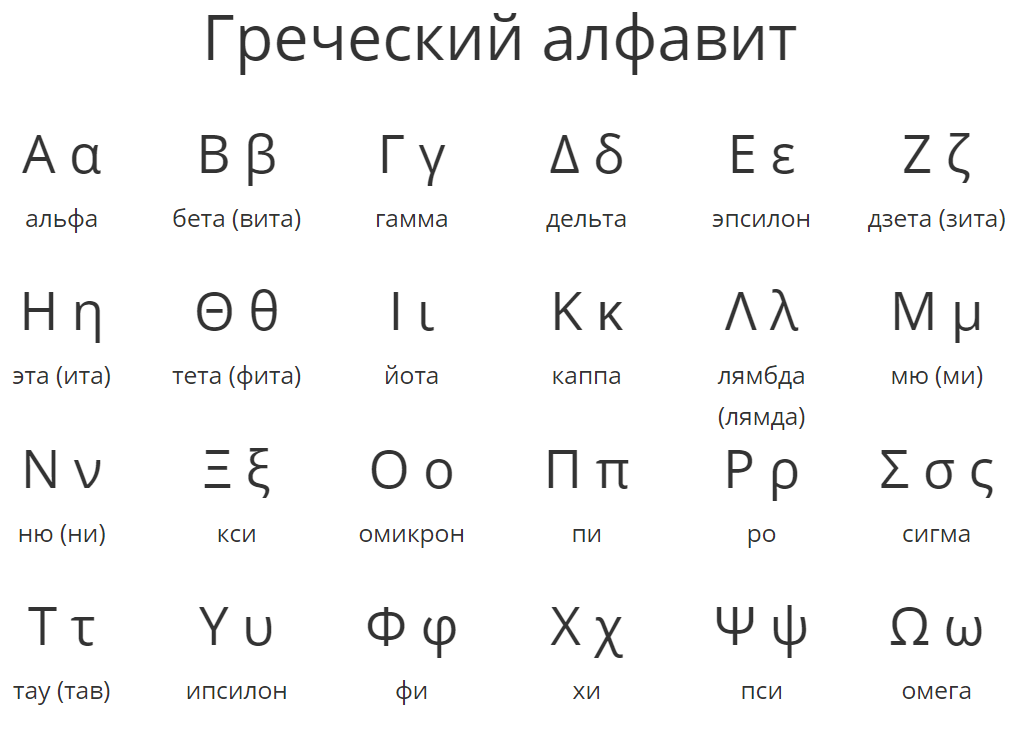 Греческий алфавит
Α α Β β Γ γ Δ δ Ε ε Ζ ζ
альфа бета (вита) гамма дельта эпсилон дзета (зита)
Η η Θ θ Ι ι Κ κ Λ λ Μ μ
эта (ита) тета (фита) йота каппа лямбда мю (ми)
(лямда)
Ν ν Ξ ξ Ο ο Π π Ρ ρ Σ σ ς
ню (ни) кси омикрон пи ро сигма
Τ τ Υ υ Φ φ Χ χ Ψ ψ Ω ω
тау (тав) ипсилон фи хи пси омега